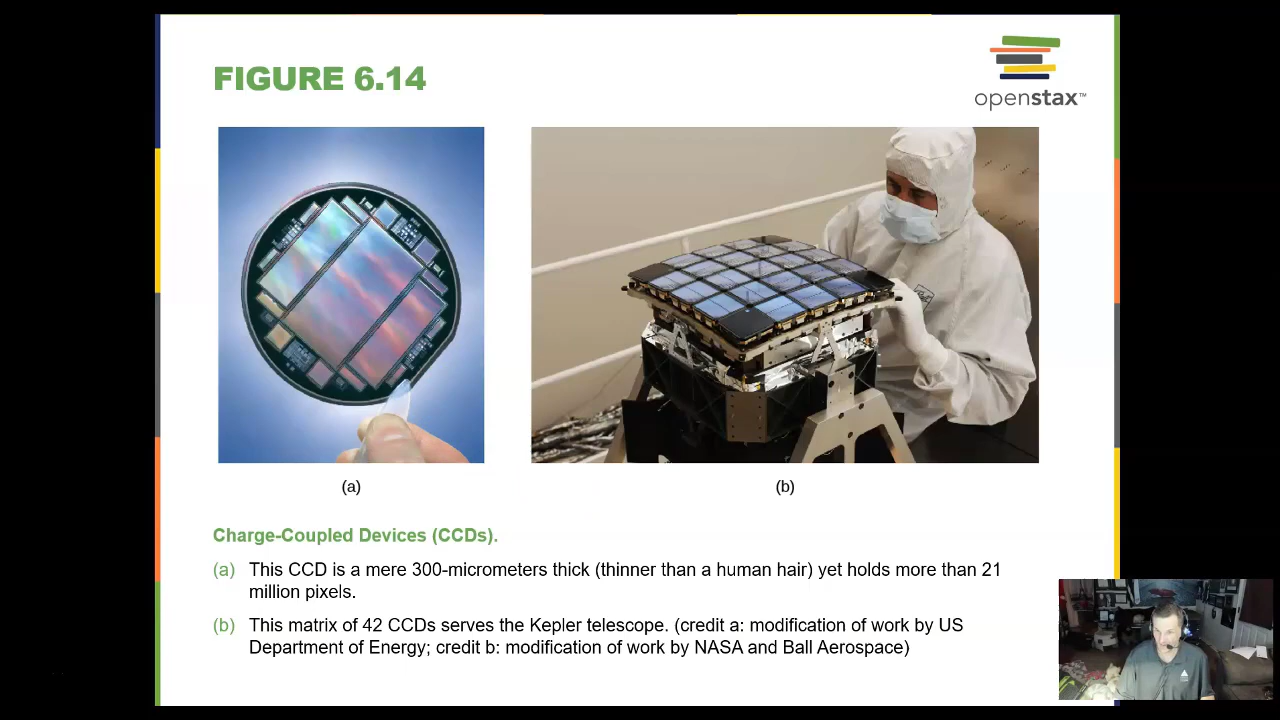 FIGURE 6.14
openstax™
(a)
(b)
Charge-Coupled Devices (CCDs).
(a) This CCD is a mere 300-micrometers thick (thinner than a human hair) yet holds more than 21
million pixels.
(b) This matrix of 42 CCDs serves the Kepler telescope. (credit a: modification of work by US
Department of Energy; credit b: modification of work by NASA and Ball Aerospace)